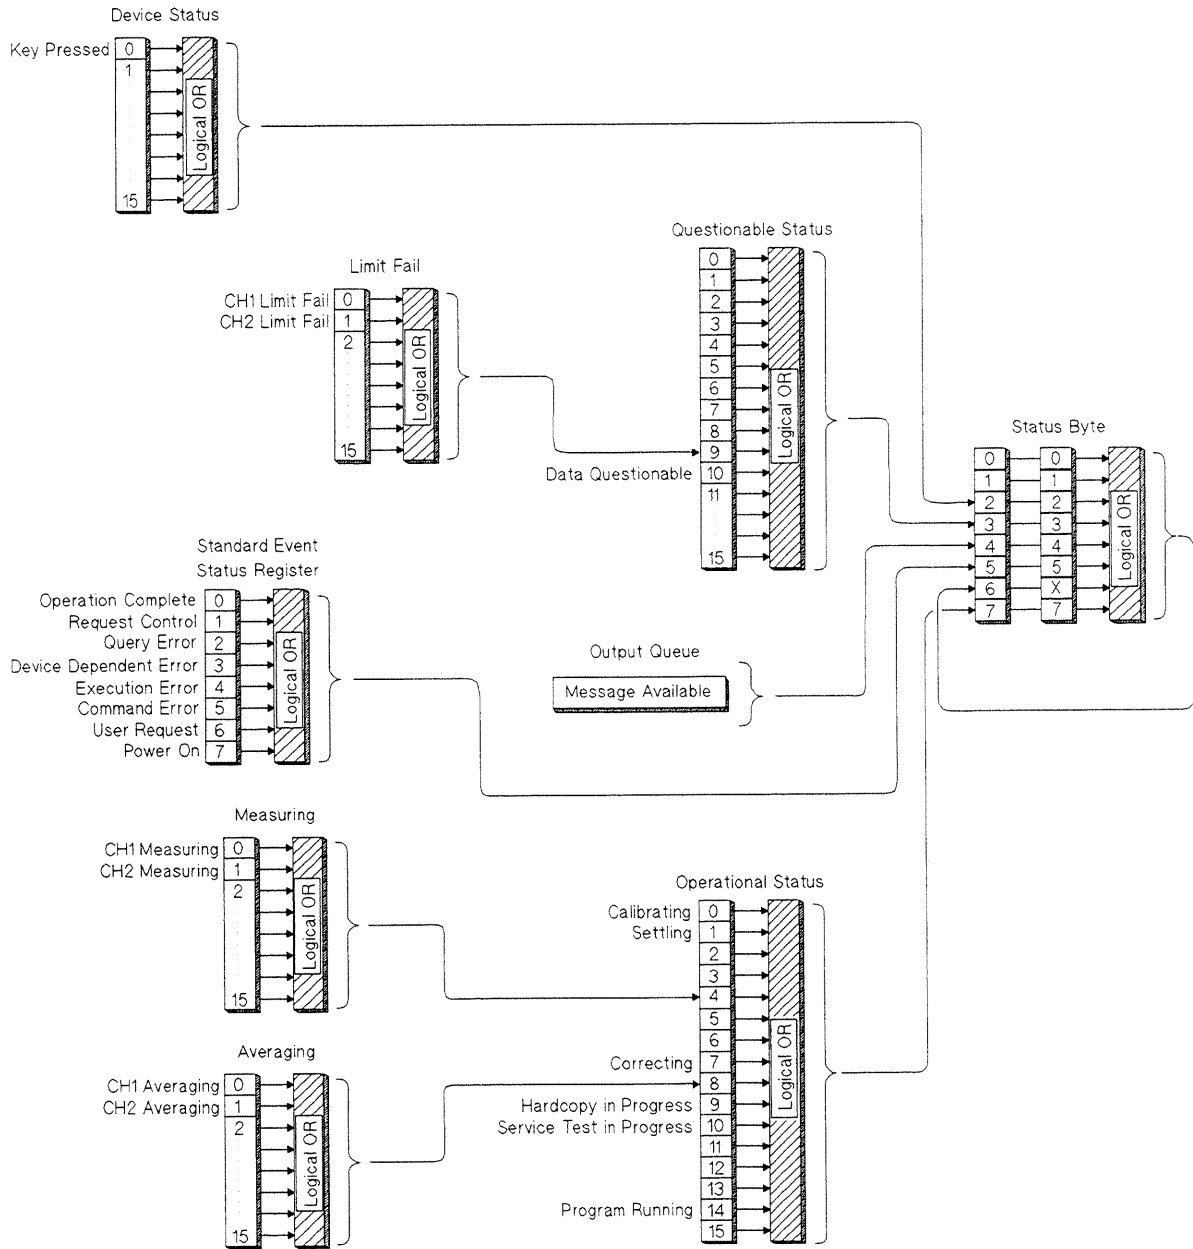 Device Status
Key Pressed 0
1
15
Logical OR
Limit Fail
CH1 Limit Fail 0
CH2 Limit Fail 1
2
15
Logical OR
Questionable Status
0
1
2
3
4
5
6
7
8
9
Data Questionable 10
11
15
Logical OR
Standard Event
Status Register
Operation Complete 0
Request Control 1
Query Error 2
Device Dependent Error 3
Execution Error 4
Command Error 5
User Request 6
Power On 7
Logical OR
Output Queue
Message Available
Status Byte
0 0
1 1
2 2
3 3
4 4
5 5
6 X
7 7
Logical OR
Measuring
CH1 Measuring 0
CH2 Measuring 1
2
15
Logical OR
Averaging
CH1 Averaging 0
CH2 Averaging 1
2
15
Logical OR
Operational Status
Calibrating 0
Settling 1
2
3
4
5
6
Correcting 7
8
Hardcopy in Progress 9
Service Test in Progress 10
11
12
13
Program Running 14
15
Logical OR